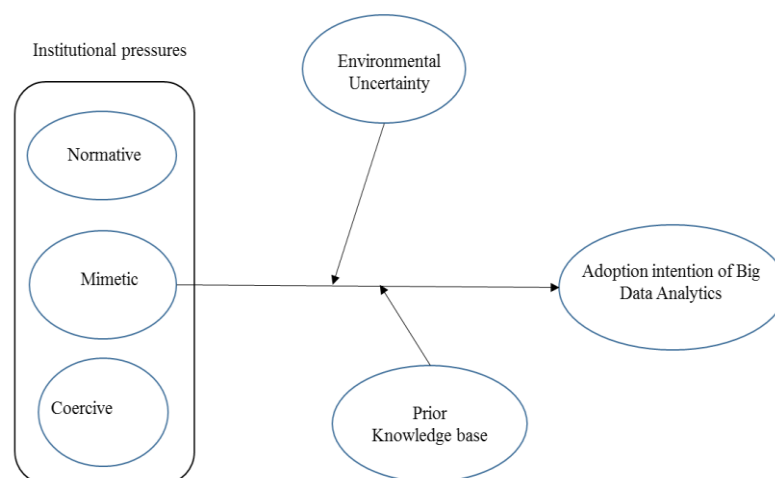 Institutional pressures
Environmental
Uncertainty
Normative
Mimetic
Adoption intention of Big
Data Analytics
Coercive
Prior
Knowledge base